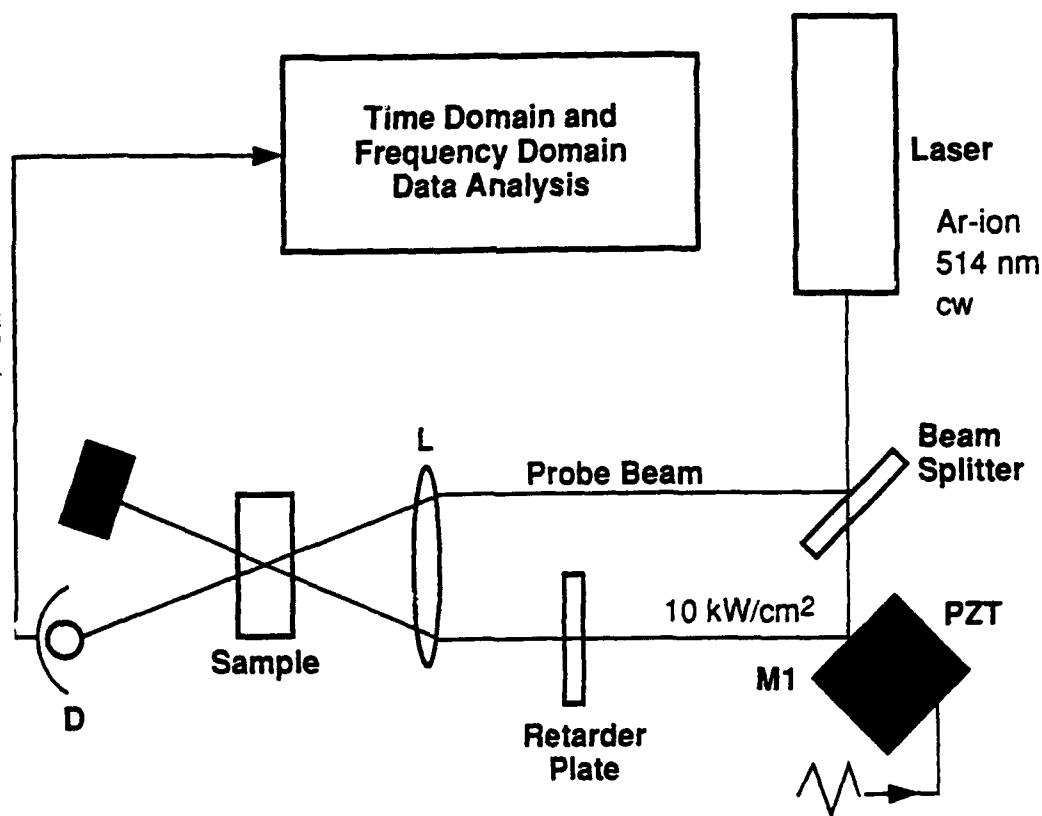 Time Domain and
Frequency Domain
Data Analysis
Laser
Ar-ion
514 nm
cw
L
Probe Beam
Beam
Splitter
10 kW/cm²
PZT
M1
Sample
D
Retarder
Plate